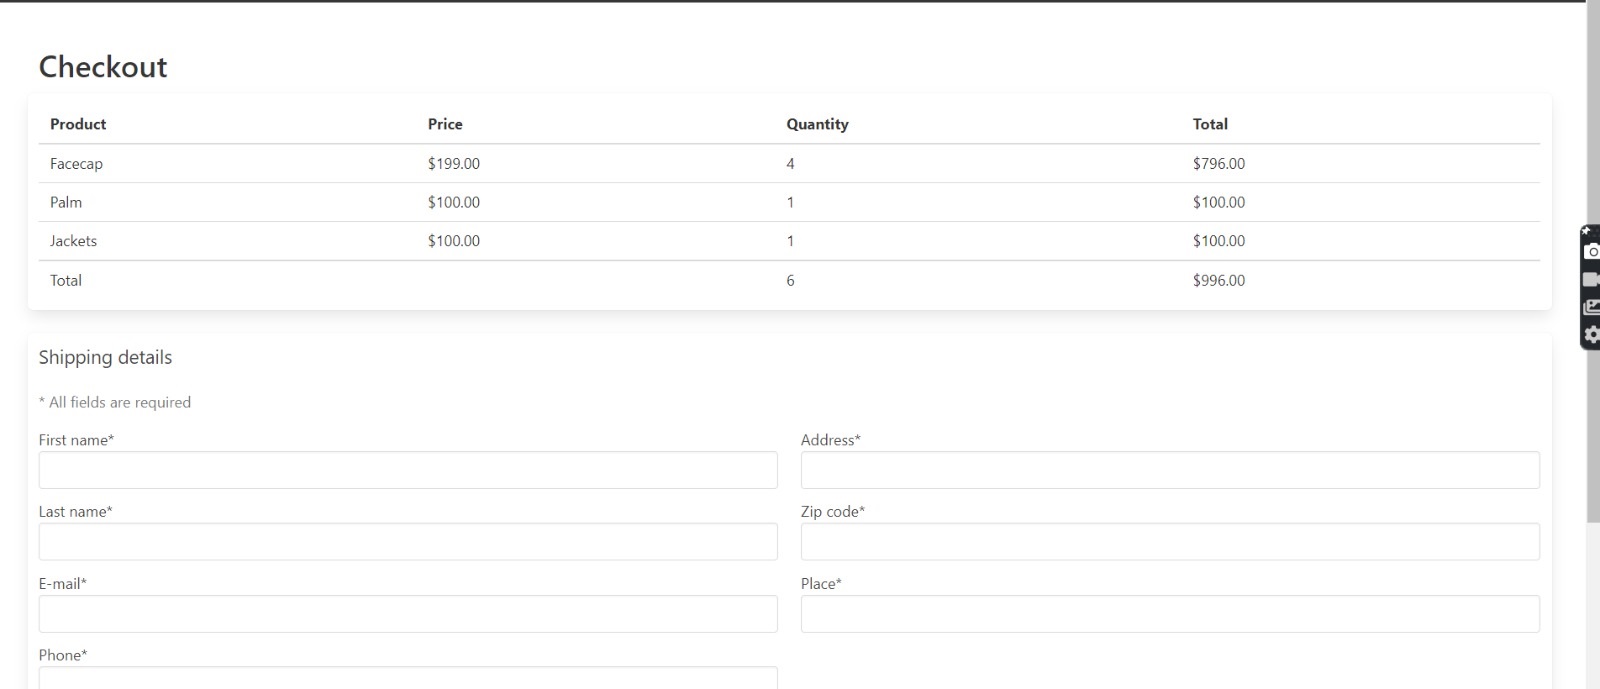 Checkout
Product Price Quantity Total
Facecap $199.00 4 $796.00
Palm $100.00 1 $100.00
Jackets $100.00 1 $100.00
Total 6 $996.00
Shipping details
* All fields are required
First name* Address*
Last name* Zip code*
E-mail* Place*
Phone*